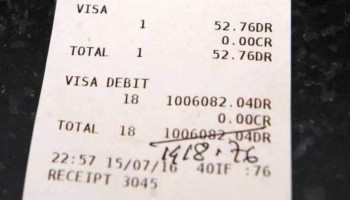 VISA
1 52.76DR
0.00CR
TOTAL 1 52.76DR
VISA DEBIT
18 1006082.04DR
0.00CR
TOTAL 18 1006082.04DR
1418.76
22:57 15/07/16 40IF :76
RECEIPT 3045